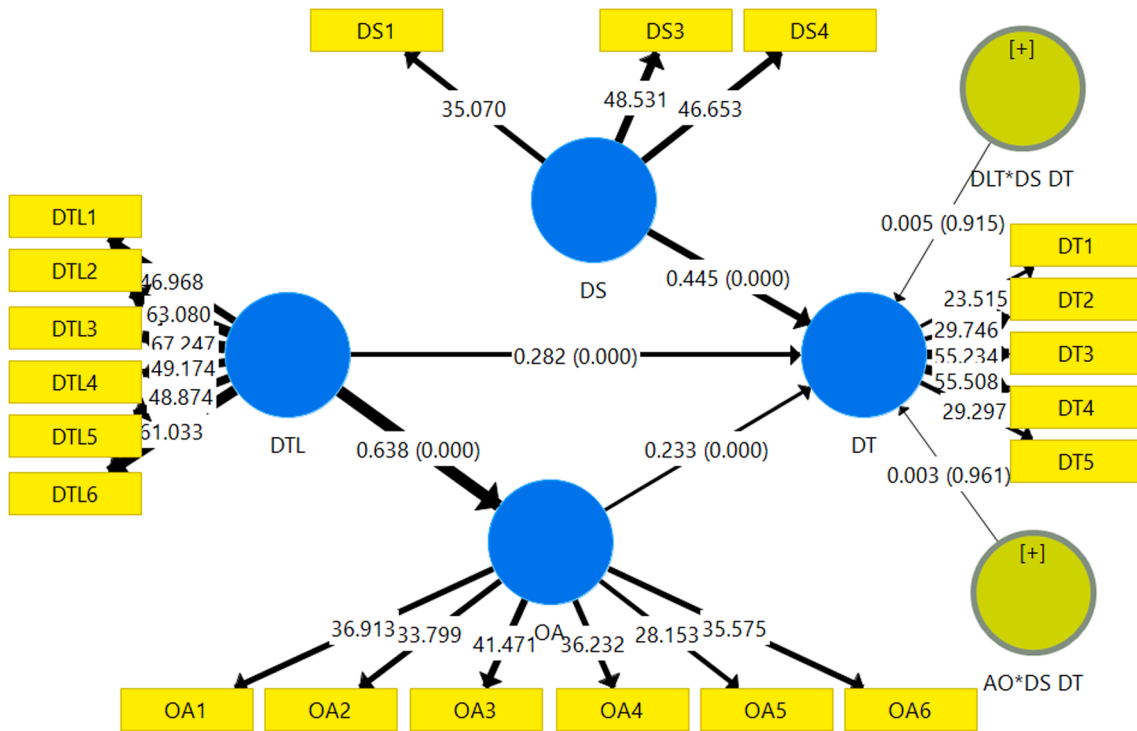 DS1
DS3
DS4
[+]
35.070
48.531
46.653
DLT*DS DT
DTL1
DTL2
DTL3
DTL4
DTL5
DTL6
46.968
63.080
67.247
49.174
48.874
61.033
DTL
DS
0.445 (0.000)
0.005 (0.915)
0.282 (0.000)
0.638 (0.000)
0.233 (0.000)
DT
23.515
29.746
55.234
55.508
29.297
DT1
DT2
DT3
DT4
DT5
0.003 (0.961)
[+]
AO*DS DT
OA
36.913
33.799
41.471
36.232
28.153
35.575
OA1
OA2
OA3
OA4
OA5
OA6